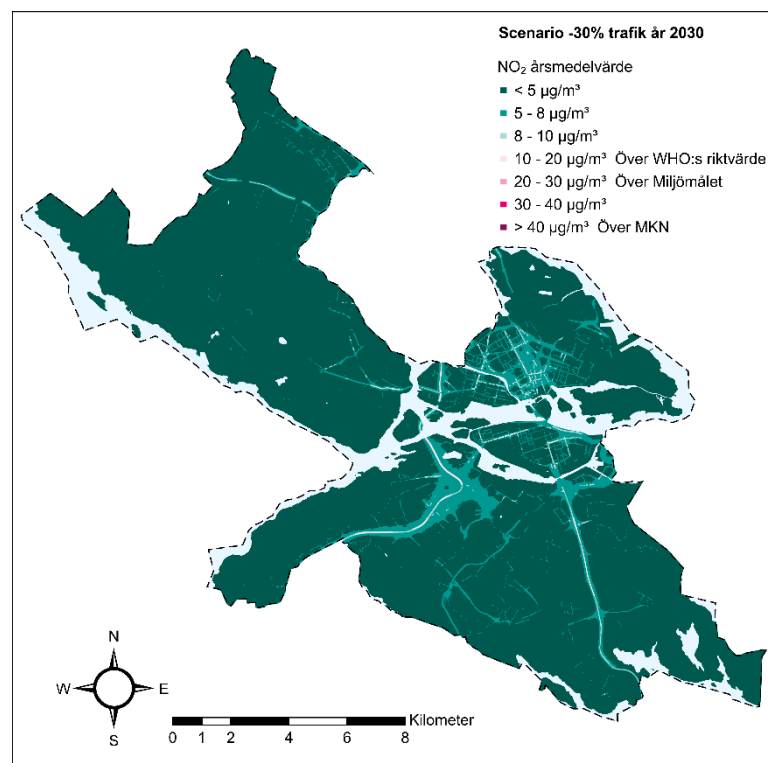 Scenario -30% trafik år 2030
NO₂ årsmedelvärde
< 5 µg/m³
5 - 8 µg/m³
8 - 10 µg/m³
10 - 20 µg/m³ Över WHO:s riktvärde
20 - 30 µg/m³ Över Miljömålet
30 - 40 µg/m³
> 40 µg/m³ Över MKN
N
W E
S
Kilometer
0 1 2 4 6 8